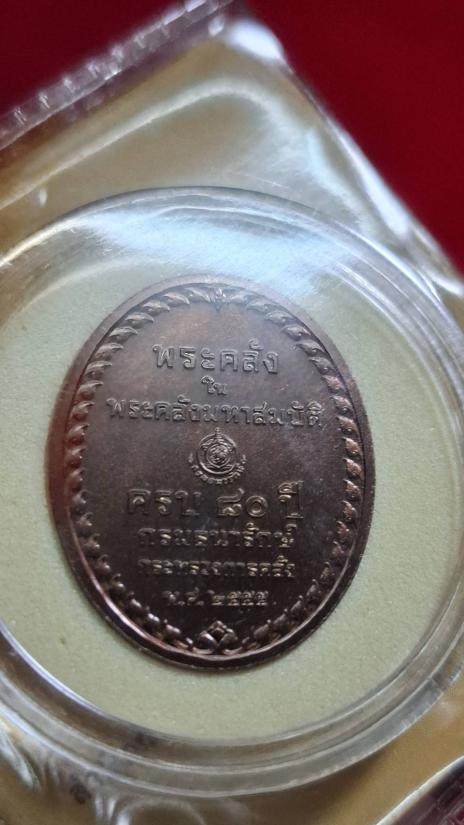 พระคลัง
ใน
พระคลังมหาสมบัติ
ครบ ๘๐ ปี
กรมธนารักษ์
กระทรวงการคลัง
พ.ศ. ๒๕๕๕